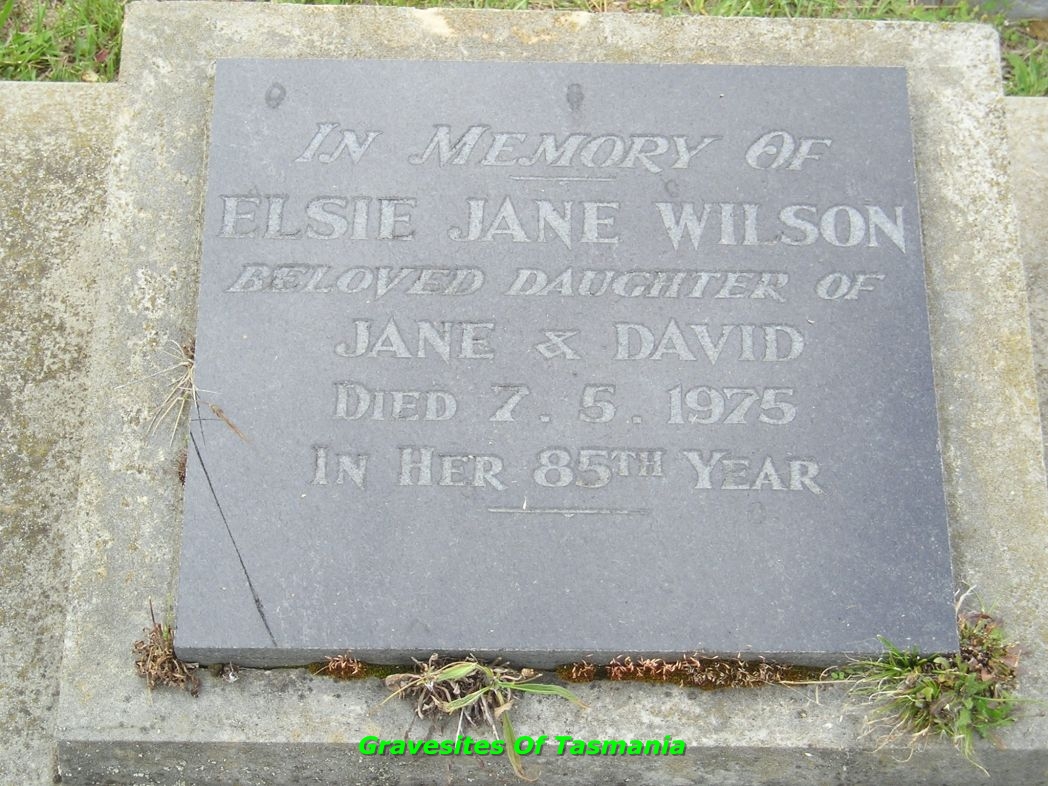 In Memory Of
Elsie Jane Wilson
Beloved Daughter Of
Jane & David
Died 7. 5. 1975
In Her 85th Year
Gravesites Of Tasmania